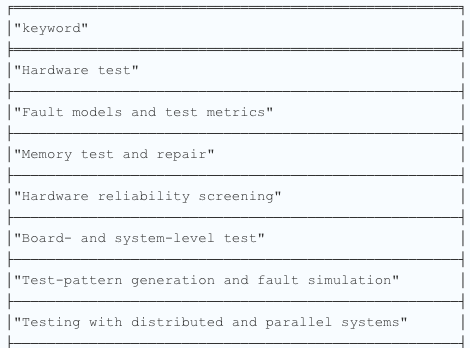 "keyword"
"Hardware test"
"Fault models and test metrics"
"Memory test and repair"
"Hardware reliability screening"
"Board- and system-level test"
"Test-pattern generation and fault simulation"
"Testing with distributed and parallel systems"